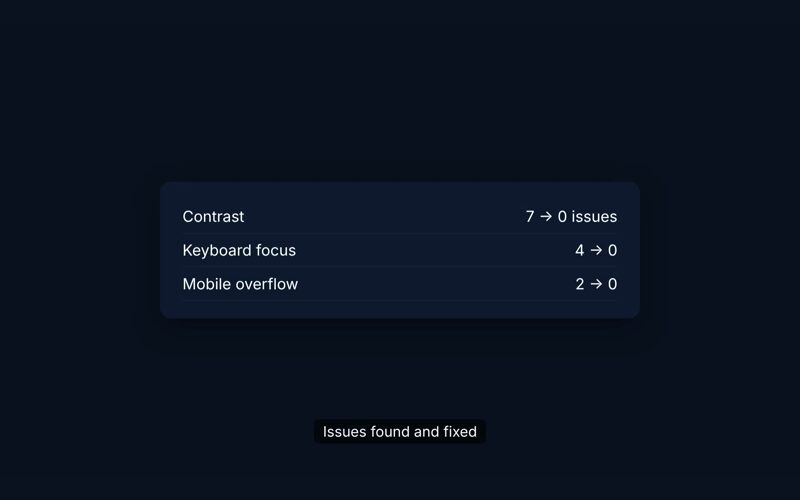 Contrast 7 → 0 issues
Keyboard focus 4 → 0
Mobile overflow 2 → 0
Issues found and fixed